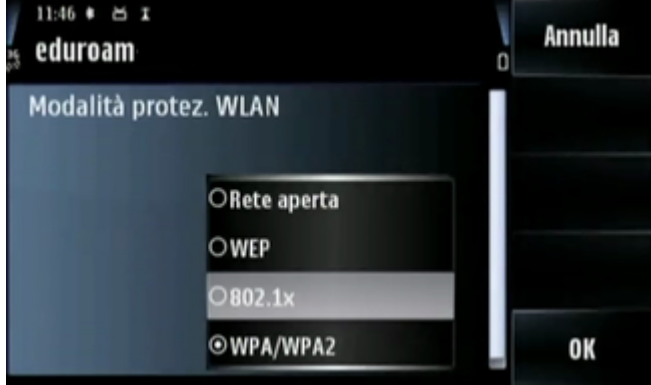 11:46
eduroam
Annulla
Modalità protez. WLAN
Rete aperta
WEP
802.1x
WPA/WPA2
OK